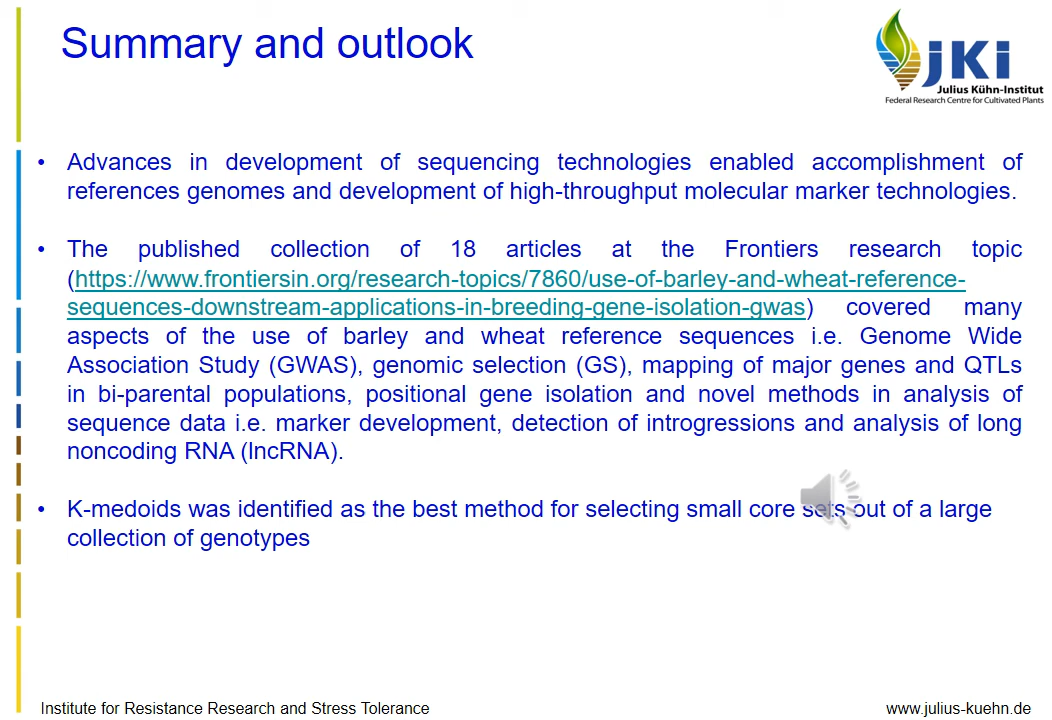 Summary and outlook
JKi
Julius Kühn-Institut
Federal Research Centre for Cultivated Plants
• Advances in development of sequencing technologies enabled accomplishment of
references genomes and development of high-throughput molecular marker technologies.
• The published collection of 18 articles at the Frontiers research topic
(https://www.frontiersin.org/research-topics/7860/use-of-barley-and-wheat-reference-
sequences-downstream-applications-in-breeding-gene-isolation-gwas) covered many
aspects of the use of barley and wheat reference sequences i.e. Genome Wide
Association Study (GWAS), genomic selection (GS), mapping of major genes and QTLs
in bi-parental populations, positional gene isolation and novel methods in analysis of
sequence data i.e. marker development, detection of introgressions and analysis of long
noncoding RNA (lncRNA).
• K-medoids was identified as the best method for selecting small core sets out of a large
collection of genotypes
Institute for Resistance Research and Stress Tolerance
www.julius-kuehn.de